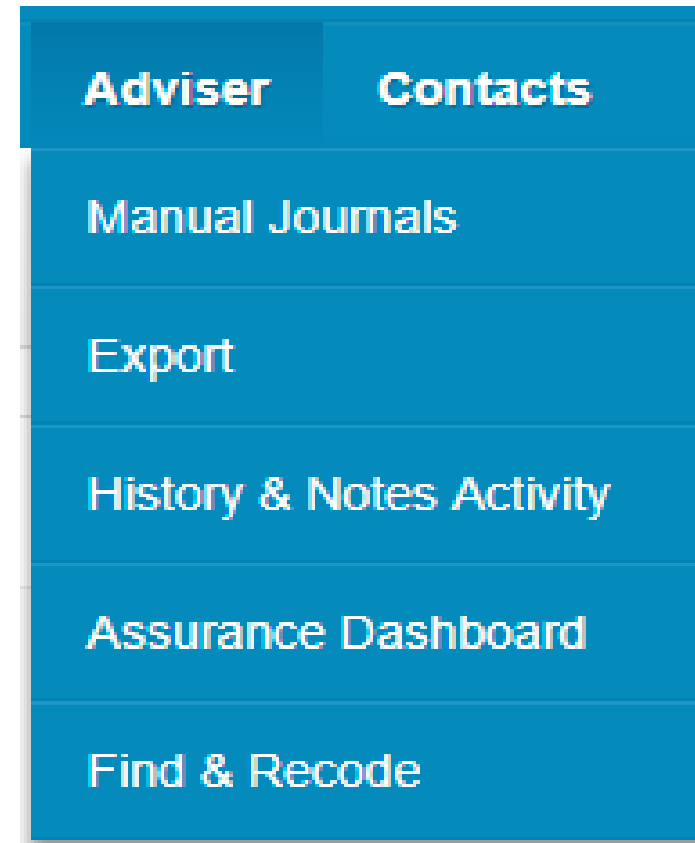 Adviser Contacts
Manual Journals
Export
History & Notes Activity
Assurance Dashboard
Find & Recode